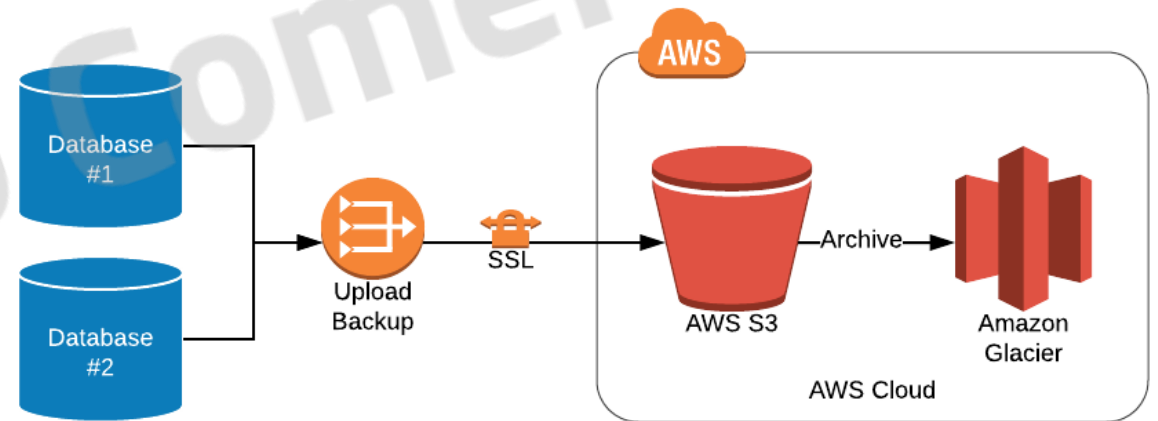 AWS
Database
#1
Database
#2
Upload
Backup
SSL
AWS S3
Archive
Amazon
Glacier
AWS Cloud